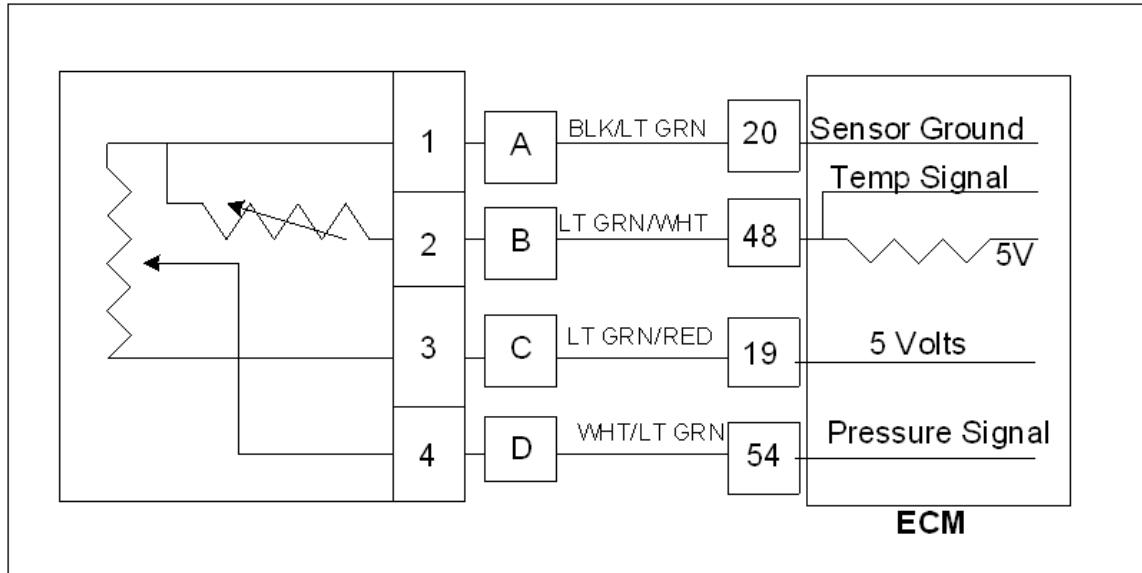 1 A BLK/LT GRN 20 Sensor Ground
Temp Signal
2 B LT GRN/WHT 48 5V
3 C LT GRN/RED 19 5 Volts
4 D WHT/LT GRN 54 Pressure Signal
ECM